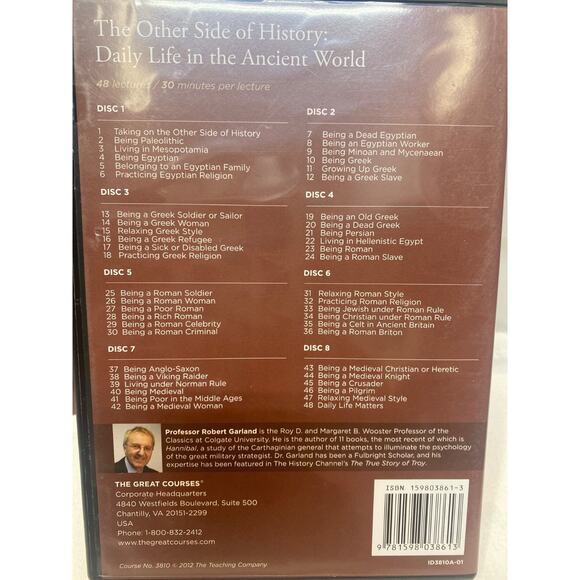 The Other Side of History:
Daily Life in the Ancient World
48 lectures / 30 minutes per lecture
DISC 1
1 Taking on the Other Side of History
2 Being Paleolithic
3 Living in Mesopotamia
4 Being Egyptian
5 Belonging to an Egyptian Family
6 Practicing Egyptian Religion
DISC 2
7 Being a Dead Egyptian
8 Being an Egyptian Worker
9 Being Minoan and Mycenaean
10 Being Greek
11 Growing Up Greek
12 Being a Greek Slave
DISC 3
13 Being a Greek Soldier or Sailor
14 Being a Greek Woman
15 Relaxing Greek Style
16 Being a Greek Refugee
17 Being a Sick or Disabled Greek
18 Practicing Greek Religion
DISC 4
19 Being an Old Greek
20 Being a Dead Greek
21 Being Persian
22 Living in Hellenistic Egypt
23 Being Roman
24 Being a Roman Slave
DISC 5
25 Being a Roman Soldier
26 Being a Roman Woman
27 Being a Poor Roman
28 Being a Rich Roman
29 Being a Roman Celebrity
30 Being a Roman Criminal
DISC 6
31 Relaxing Roman Style
32 Practicing Roman Religion
33 Being Jewish under Roman Rule
34 Being Christian under Roman Rule
35 Being a Celt in Ancient Britain
36 Being a Roman Briton
DISC 7
37 Being Anglo-Saxon
38 Being a Viking Raider
39 Living under Norman Rule
40 Being Medieval
41 Being Poor in the Middle Ages
42 Being a Medieval Woman
DISC 8
43 Being a Medieval Christian or Heretic
44 Being a Medieval Knight
45 Being a Crusader
46 Being a Pilgrim
47 Relaxing Medieval Style
48 Daily Life Matters
Professor Robert Garland is the Roy D. and Margaret B. Wooster Professor of the
Classics at Colgate University. He is the author of 11 books, the most recent of which is
Hannibal, a study of the Carthaginian general that attempts to illuminate the psychology
of the great military strategist. Dr. Garland has been a Fulbright Scholar, and his
expertise has been featured in The History Channel's The True Story of Troy.
THE GREAT COURSES®
Corporate Headquarters
4840 Westfields Boulevard, Suite 500
Chantilly, VA 20151-2299
USA
Phone: 1-800-832-2412
www.thegreatcourses.com
Course No. 3810 © 2012 The Teaching Company
ISBN 159803861-3
9 781598 038613
ID3810A-01